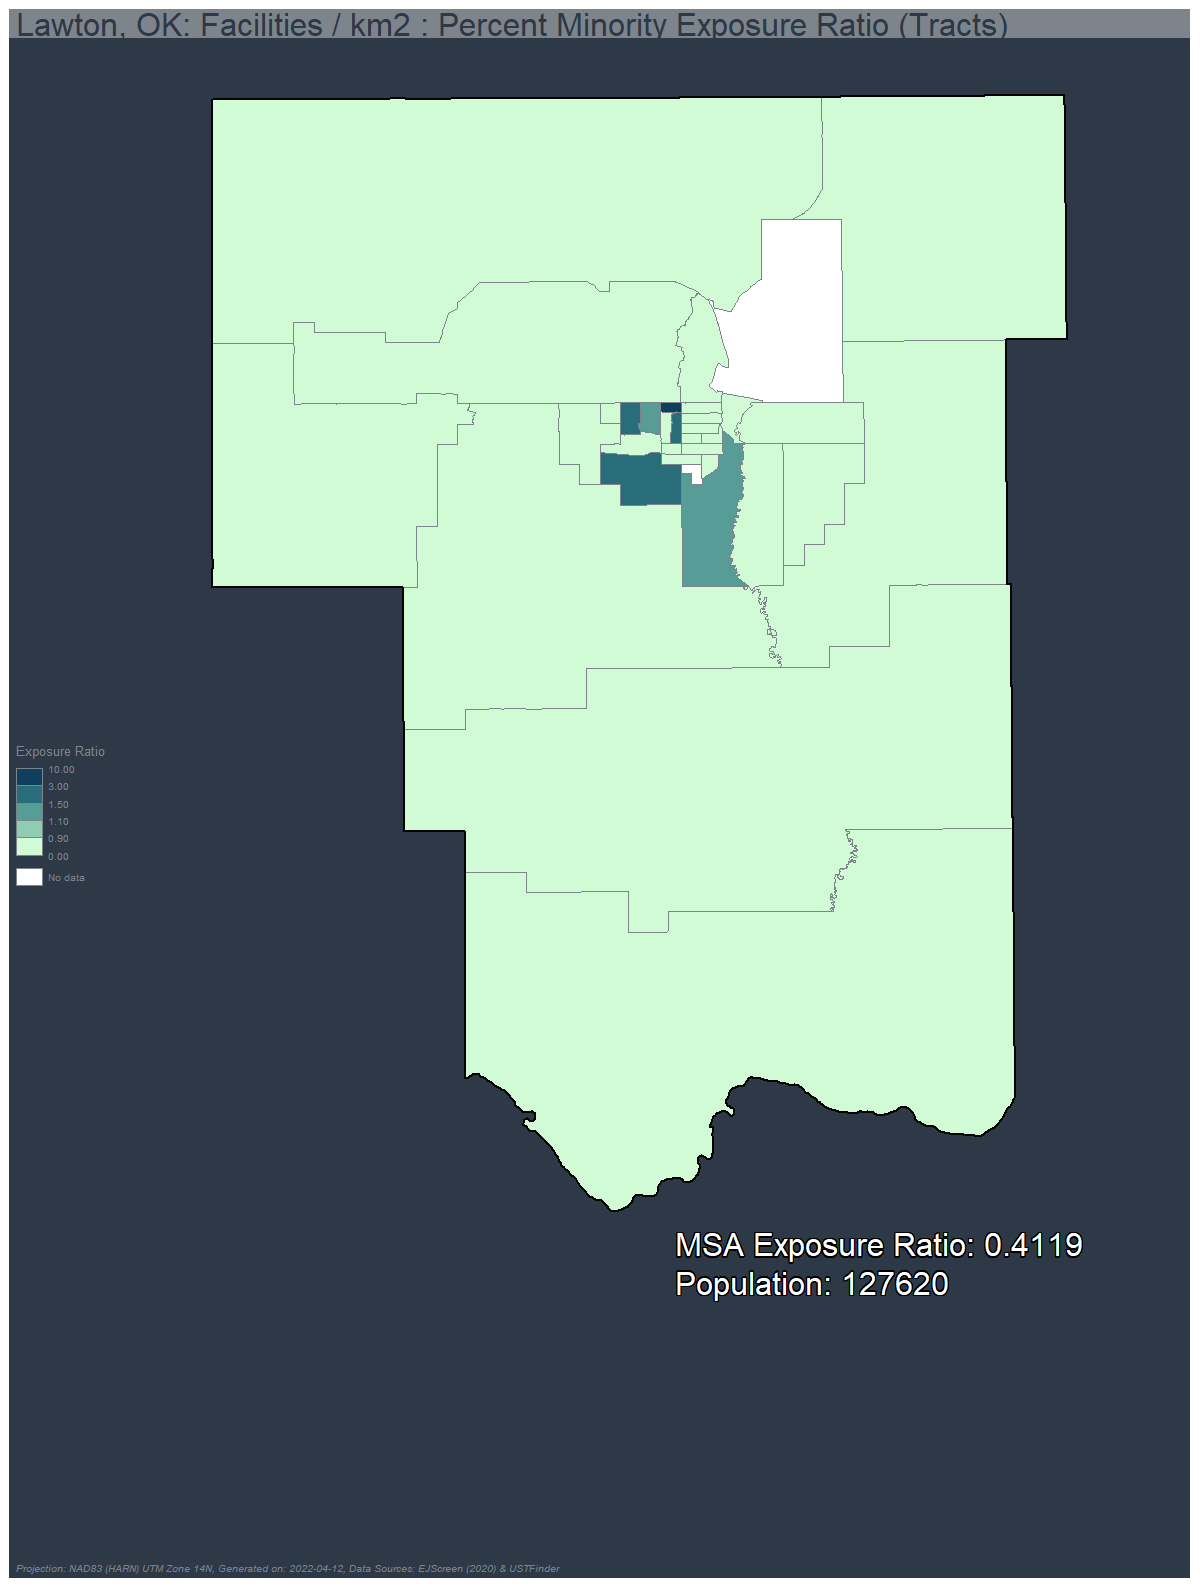 Lawton, OK: Facilities / km2 : Percent Minority Exposure Ratio (Tracts)
Exposure Ratio
10.00
3.00
1.50
1.10
0.90
0.00
No data
MSA Exposure Ratio: 0.4119
Population: 127620
Projection: NAD83 (HARN) UTM Zone 14N, Generated on: 2022-04-12, Data Sources: EJScreen (2020) & USTFinder